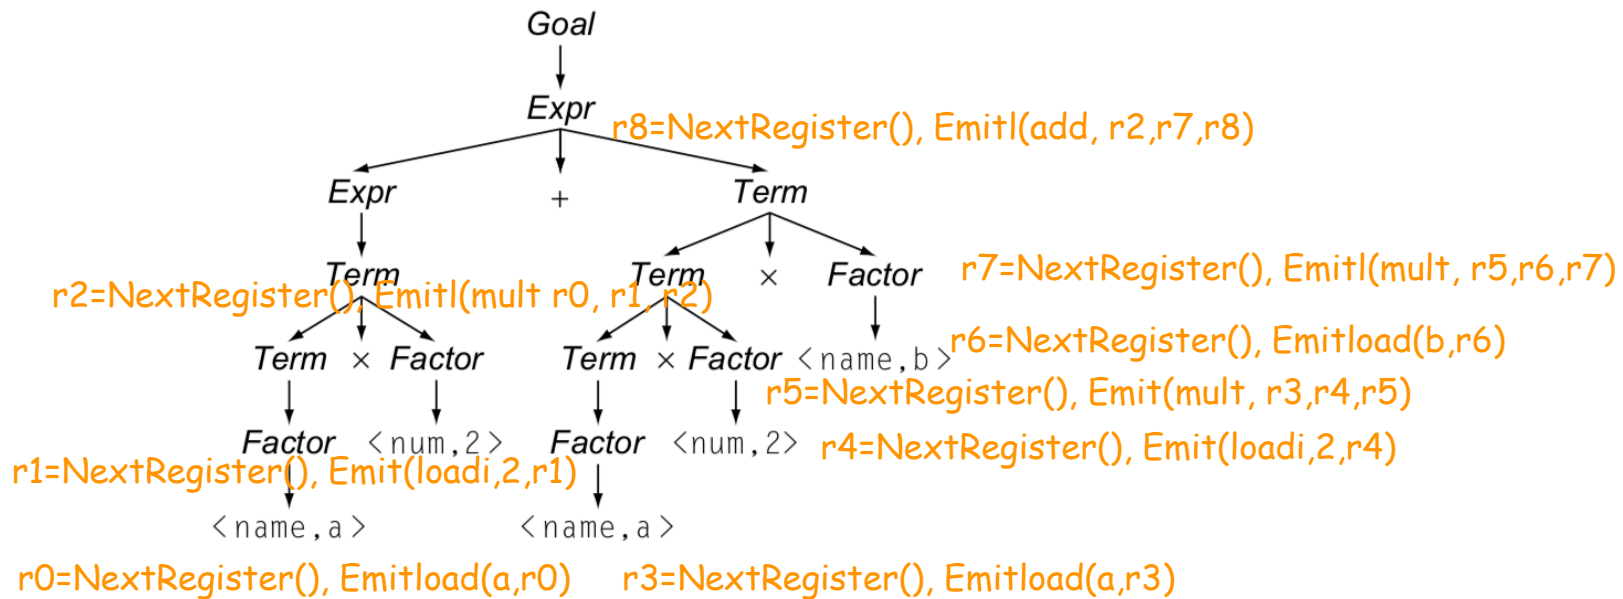 Goal
Expr
r8=NextRegister(), Emitl(add, r2,r7,r8)
Expr + Term
Term Term × Factor
r7=NextRegister(), Emitl(mult, r5,r6,r7)
r2=NextRegister(), Emitl(mult r0, r1, r2)
r6=NextRegister(), Emitload(b,r6)
Term × Factor Term × Factor <name,b>
r5=NextRegister(), Emit(mult, r3,r4,r5)
Factor <num,2> Factor <num,2>
r4=NextRegister(), Emit(loadi,2,r4)
r1=NextRegister(), Emit(loadi,2,r1)
<name,a> <name,a>
r0=NextRegister(), Emitload(a,r0) r3=NextRegister(), Emitload(a,r3)